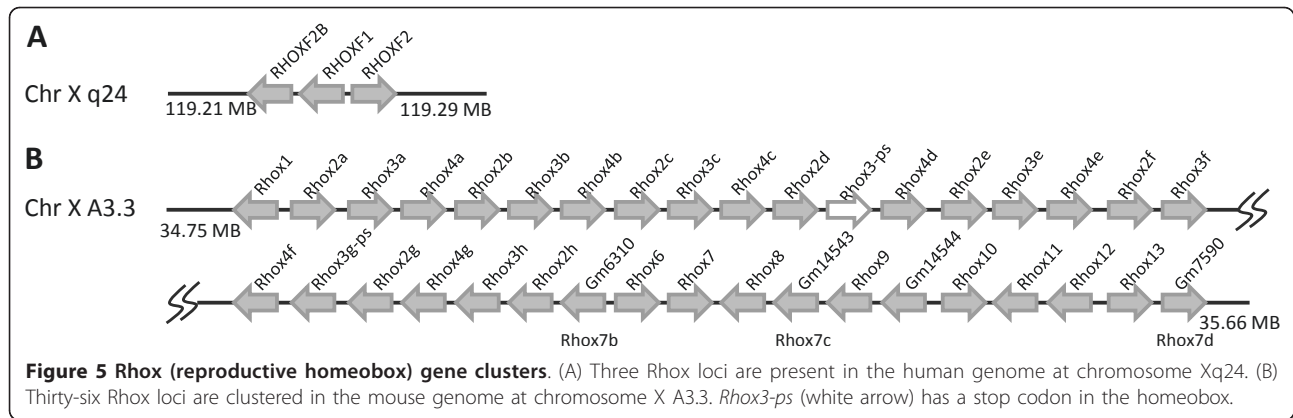 A
RHOXF2B RHOXF1 RHOXF2
Chr X q24
119.21 MB 119.29 MB
B
Rhox1 Rhox2a Rhox3a Rhox4a Rhox2b Rhox3b Rhox4b Rhox2c Rhox3c Rhox4c Rhox2d Rhox3-ps Rhox4d Rhox2e Rhox3e Rhox4e Rhox2f Rhox3f
Chr X A3.3
34.75 MB
Rhox4f Rhox3g-ps Rhox2g Rhox4g Rhox3h Rhox2h Gm6310 Rhox6 Rhox7 Rhox8 Gm14543 Rhox9 Gm14544 Rhox10 Rhox11 Rhox12 Rhox13 Gm7590
35.66 MB
Rhox7b Rhox7c Rhox7d
Figure 5 Rhox (reproductive homeobox) gene clusters. (A) Three Rhox loci are present in the human genome at chromosome Xq24. (B)
Thirty-six Rhox loci are clustered in the mouse genome at chromosome X A3.3. Rhox3-ps (white arrow) has a stop codon in the homeobox.